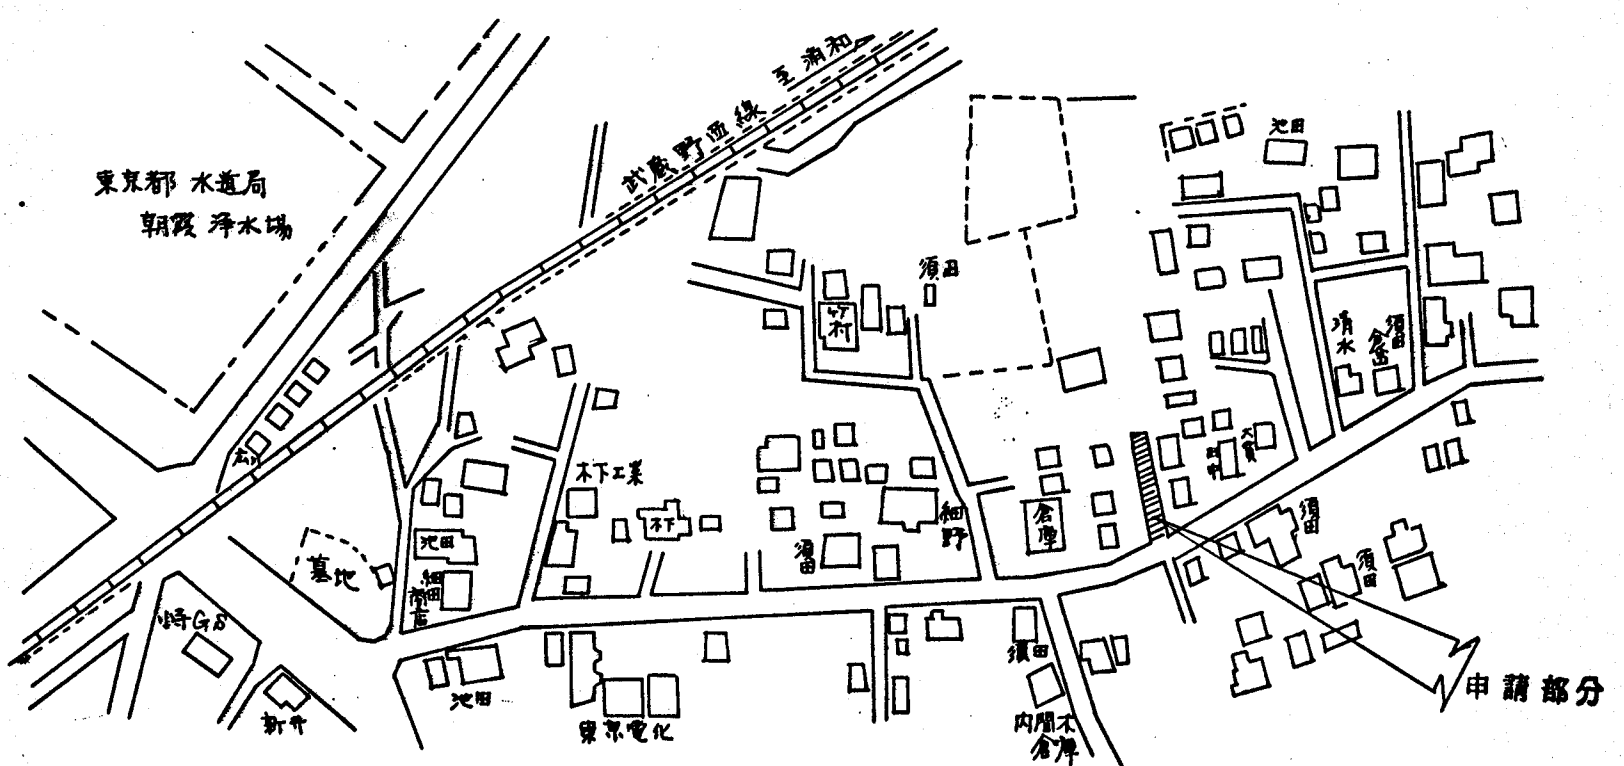 至 浦和
武蔵野西線
東京都 水道局
朝霞 浄水場
池田
須田
竹村
清水
須田
倉庫
大貫
木下工業
木下
細野
倉庫
須田
池田
細田
商店
墓地
須田
須田
須田
池田
新井
東京電化
内間木
倉庫
申請部分